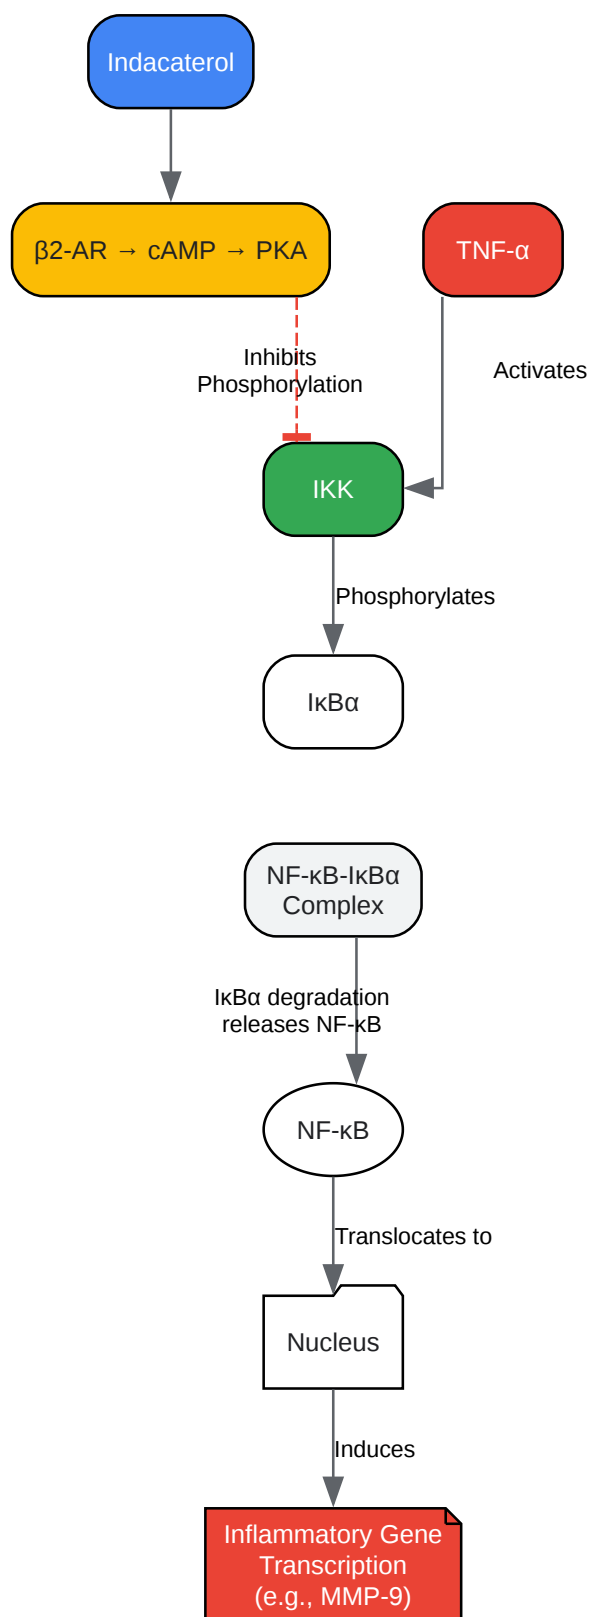 Indacaterol
β2-AR → cAMP → PKA
TNF-α
Inhibits
Phosphorylation
Activates
IKK
Phosphorylates
IκBα
NF-κB-IκBα
Complex
IκBα degradation
releases NF-κB
NF-κB
Translocates to
Nucleus
Induces
Inflammatory Gene
Transcription
(e.g., MMP-9)